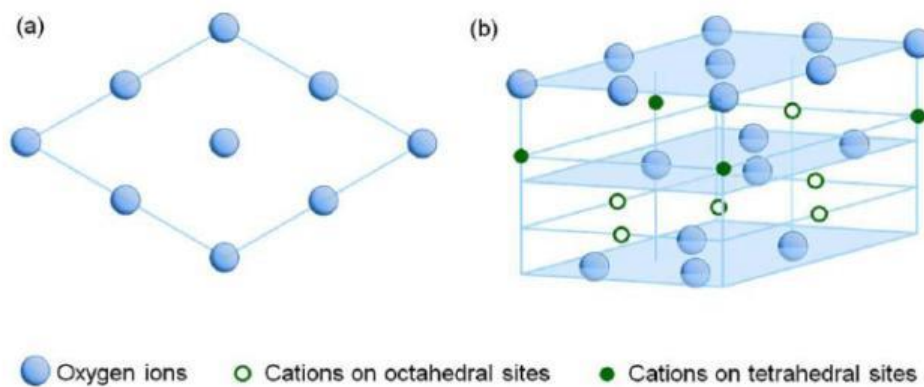 (a)
(b)
Oxygen ions
Cations on octahedral sites
Cations on tetrahedral sites